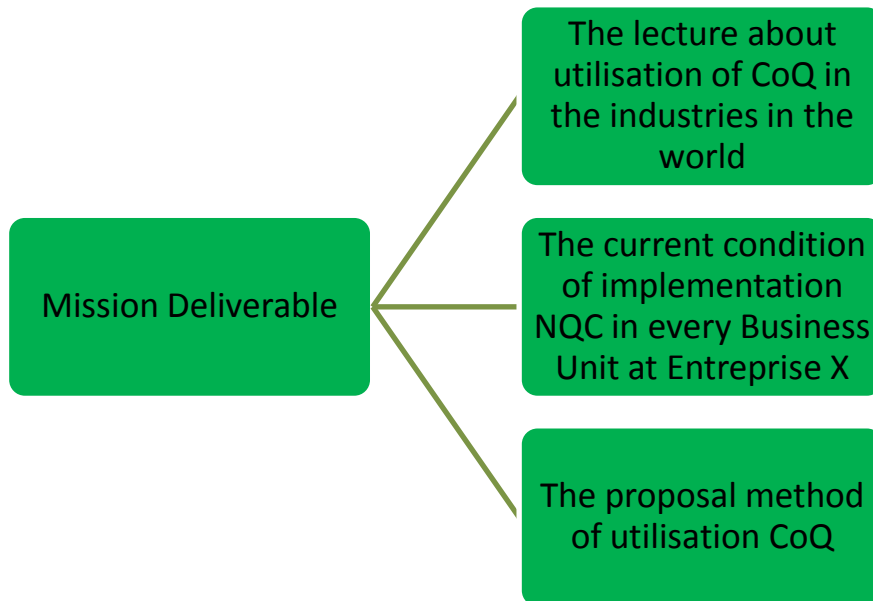 The lecture about
utilisation of CoQ in
the industries in the
world
Mission Deliverable
The current condition
of implementation
NQC in every Business
Unit at Entreprise X
The proposal method
of utilisation CoQ